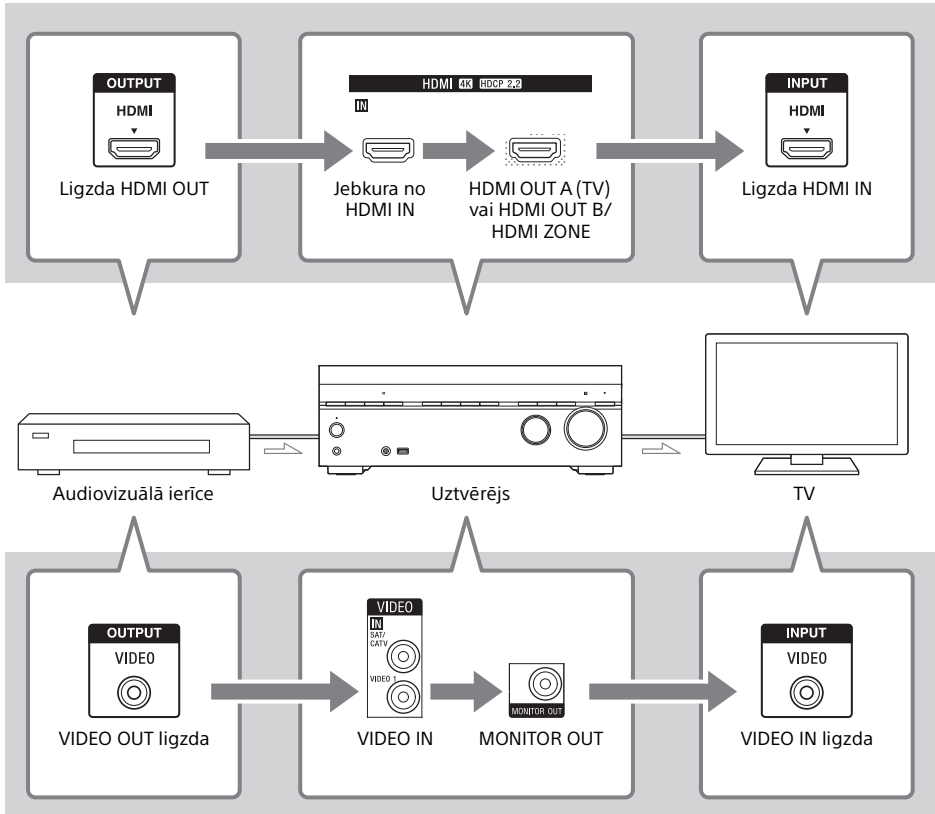 OUTPUT
HDMI
Ligzda HDMI OUT
HDMI 4K HDCP 2.2
IN
Jebkura no
HDMI IN
HDMI OUT A (TV)
vai HDMI OUT B/
HDMI ZONE
INPUT
HDMI
Ligzda HDMI IN
Audiovizuālā ierīce
Uztvērējs
TV
OUTPUT
VIDEO
VIDEO OUT ligzda
VIDEO
IN
SAT/
CATV
VIDEO 1
VIDEO IN
MONITOR OUT
MONITOR OUT
INPUT
VIDEO
VIDEO IN ligzda